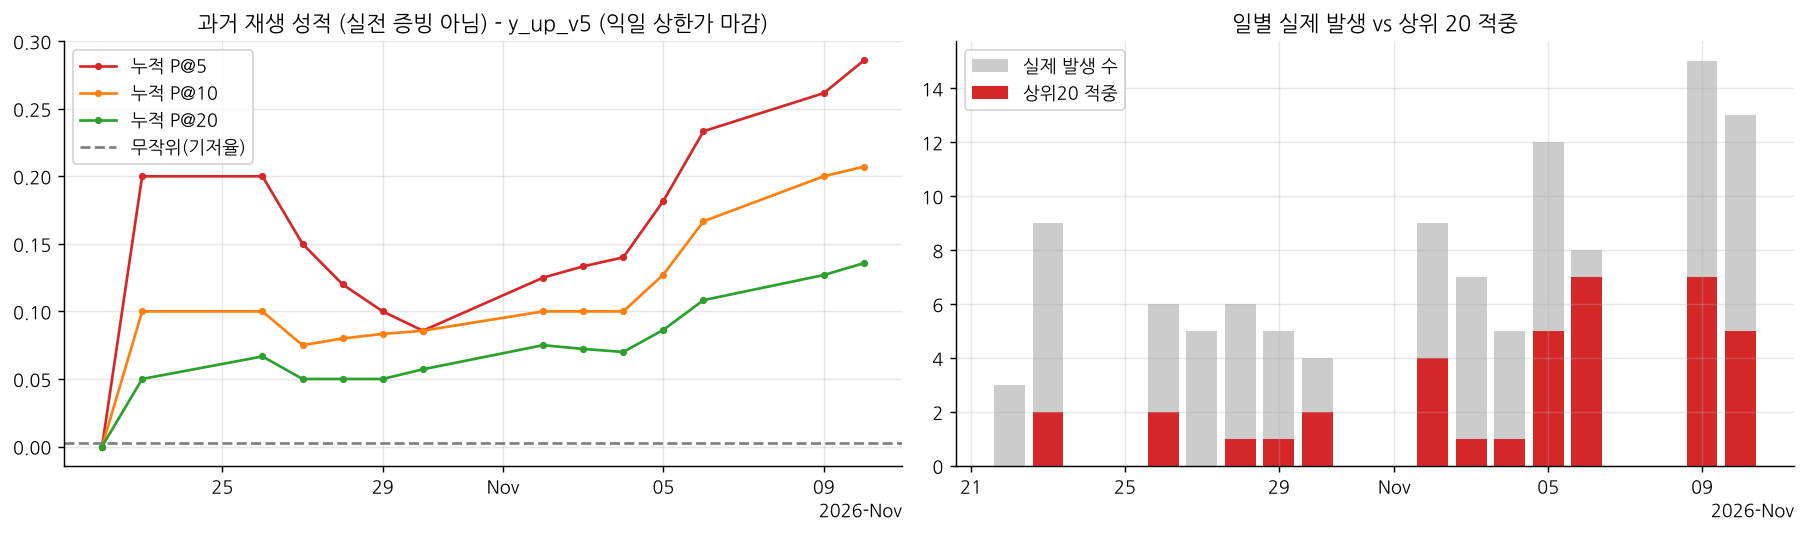 과거 재생 성적 (실전 증빙 아님) - y_up_v5 (익일 상한가 마감)
누적 P@5
누적 P@10
누적 P@20
무작위(기저율)
0.30
0.25
0.20
0.15
0.10
0.05
0.00
25 29 Nov 05 09
2026-Nov
일별 실제 발생 vs 상위 20 적중
실제 발생 수
상위20 적중
14
12
10
8
6
4
2
0
21 25 29 Nov 05 09
2026-Nov